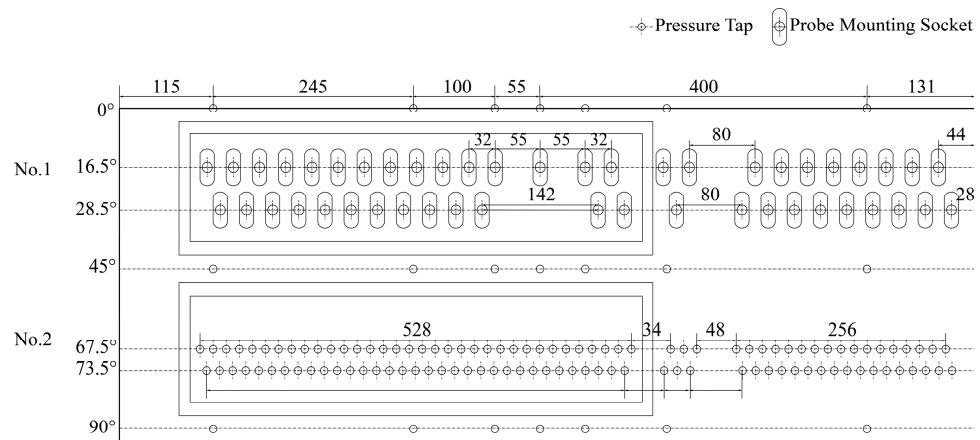 Pressure Tap Probe Mounting Socket
115 245 100 55 400 131
0°
32 55 55 32 80 44
No.1 16.5°
142 80 28
28.5°
45°
528 34 48 256
No.2 67.5°
73.5°
90°